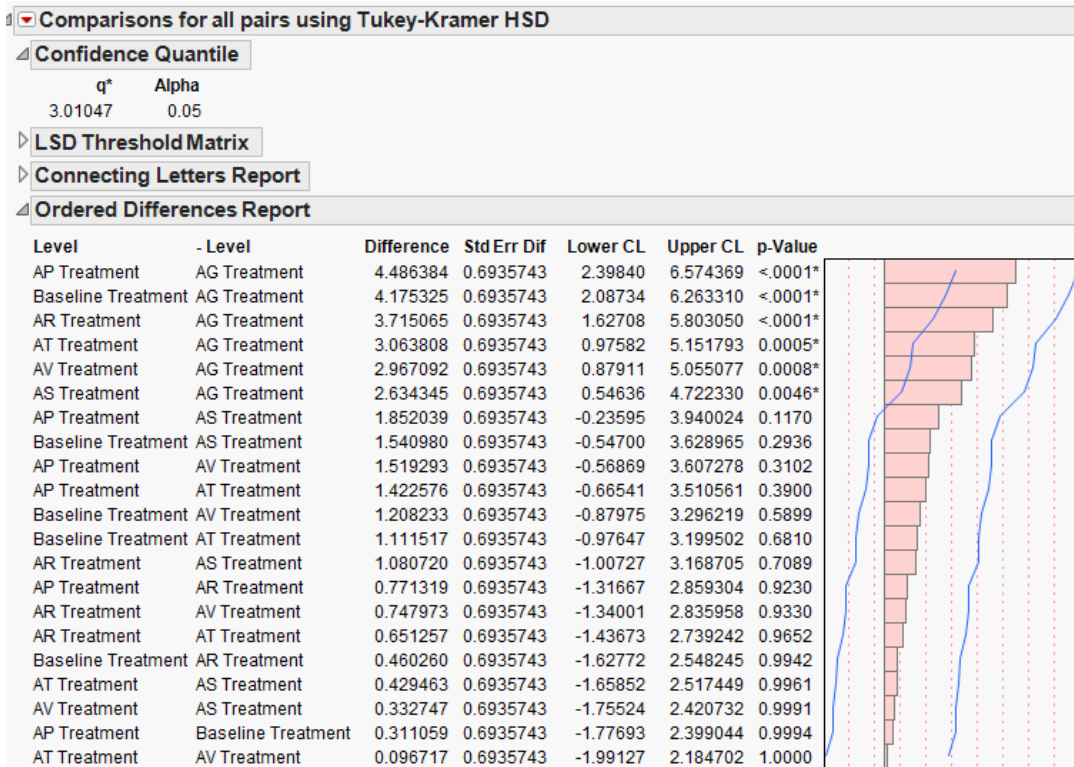 Comparisons for all pairs using Tukey-Kramer HSD
Confidence Quantile
q* Alpha
3.01047 0.05
LSD Threshold Matrix
Connecting Letters Report
Ordered Differences Report
Level - Level Difference Std Err Dif Lower CL Upper CL p-Value
AP Treatment AG Treatment 4.486384 0.6935743 2.39840 6.574369 <.0001*
Baseline Treatment AG Treatment 4.175325 0.6935743 2.08734 6.263310 <.0001*
AR Treatment AG Treatment 3.715065 0.6935743 1.62708 5.803050 <.0001*
AT Treatment AG Treatment 3.063808 0.6935743 0.97582 5.151793 0.0005*
AV Treatment AG Treatment 2.967092 0.6935743 0.87911 5.055077 0.0008*
AS Treatment AG Treatment 2.634345 0.6935743 0.54636 4.722330 0.0046*
AP Treatment AS Treatment 1.852039 0.6935743 -0.23595 3.940024 0.1170
Baseline Treatment AS Treatment 1.540980 0.6935743 -0.54700 3.628965 0.2936
AP Treatment AV Treatment 1.519293 0.6935743 -0.56869 3.607278 0.3102
AP Treatment AT Treatment 1.422576 0.6935743 -0.66541 3.510561 0.3900
Baseline Treatment AV Treatment 1.208233 0.6935743 -0.87975 3.296219 0.5899
Baseline Treatment AT Treatment 1.111517 0.6935743 -0.97647 3.199502 0.6810
AR Treatment AS Treatment 1.080720 0.6935743 -1.00727 3.168705 0.7089
AP Treatment AR Treatment 0.771319 0.6935743 -1.31667 2.859304 0.9230
AR Treatment AV Treatment 0.747973 0.6935743 -1.34001 2.835958 0.9330
AR Treatment AT Treatment 0.651257 0.6935743 -1.43673 2.739242 0.9652
Baseline Treatment AR Treatment 0.460260 0.6935743 -1.62772 2.548245 0.9942
AT Treatment AS Treatment 0.429463 0.6935743 -1.65852 2.517449 0.9961
AV Treatment AS Treatment 0.332747 0.6935743 -1.75524 2.420732 0.9991
AP Treatment Baseline Treatment 0.311059 0.6935743 -1.77693 2.399044 0.9994
AT Treatment AV Treatment 0.096717 0.6935743 -1.99127 2.184702 1.0000